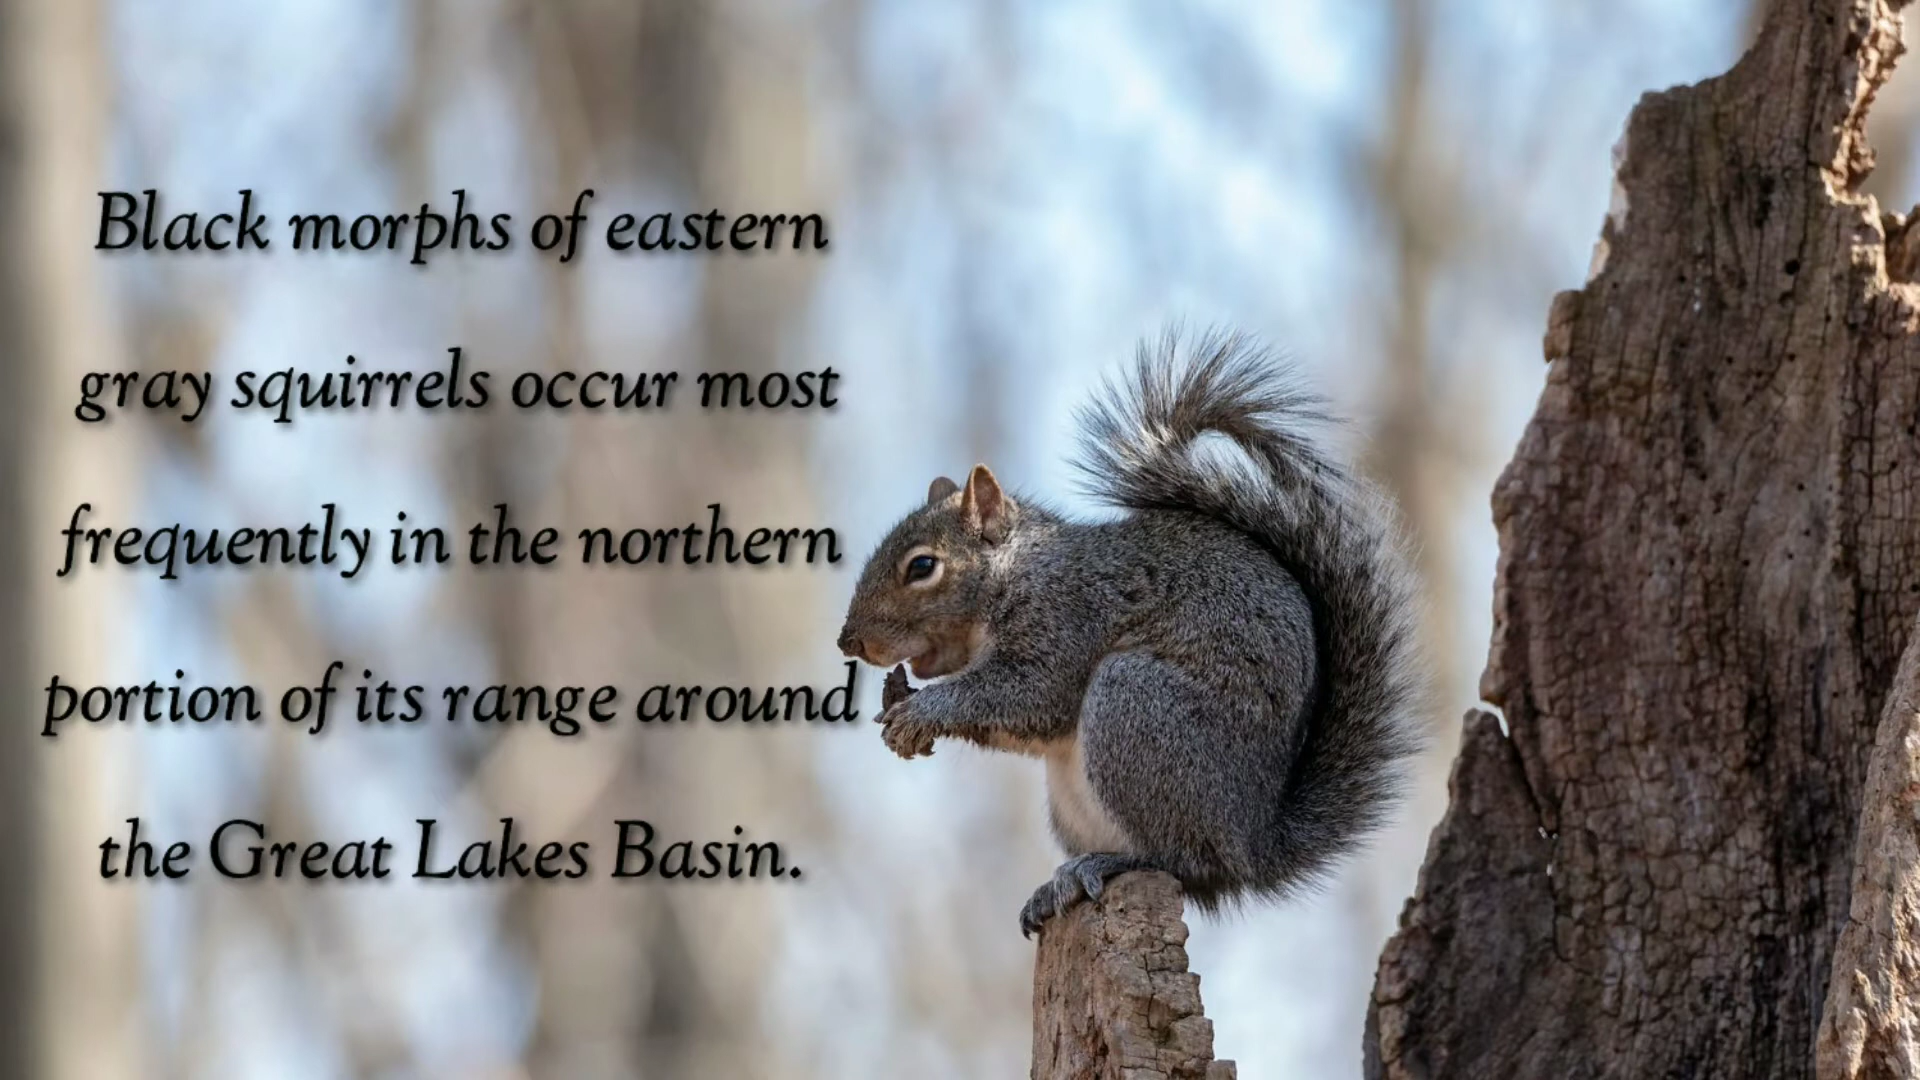 Black morphs of eastern
gray squirrels occur most
frequently in the northern
portion of its range around
the Great Lakes Basin.